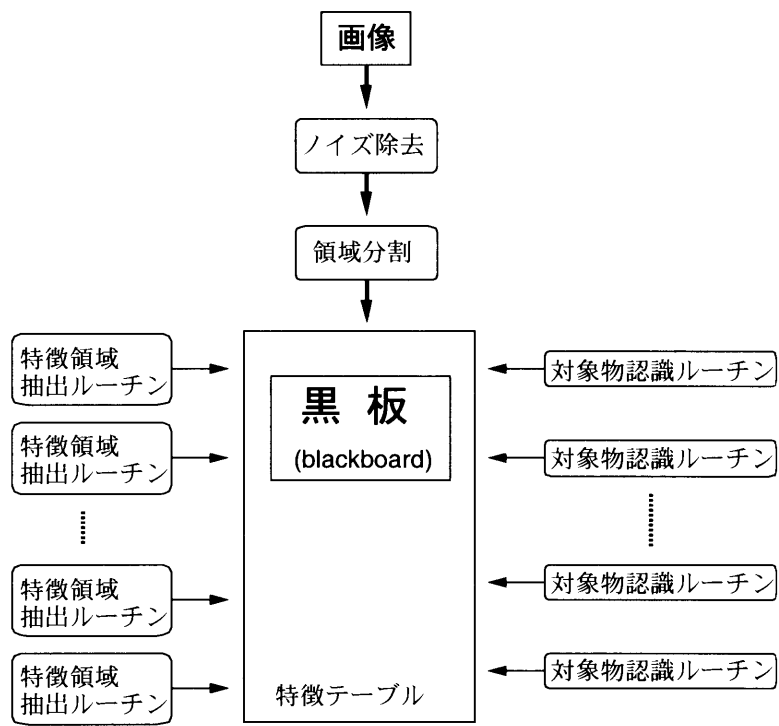 画像
ノイズ除去
領域分割
特徴領域
抽出ルーチン
特徴領域
抽出ルーチン
特徴領域
抽出ルーチン
特徴領域
抽出ルーチン
黒 板
(blackboard)
特徴テーブル
対象物認識ルーチン
対象物認識ルーチン
対象物認識ルーチン
対象物認識ルーチン